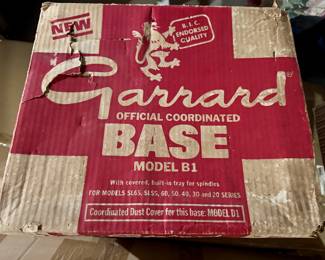 NEW
B.I.C.
ENDORSED
QUALITY
Garrard
OFFICIAL COORDINATED
BASE
MODEL B1
With covered, built-in tray for spindles
FOR MODELS SL65, SL55, 60, 50, 40, 30 and 20 SERIES
Coordinated Dust Cover for this base: MODEL D1